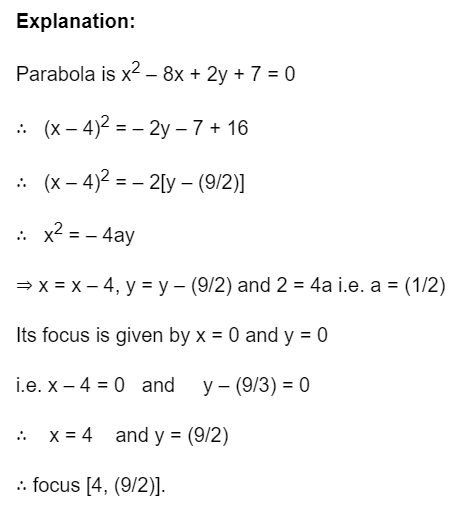 Explanation:
Parabola is x² – 8x + 2y + 7 = 0
∴ (x – 4)² = – 2y – 7 + 16
∴ (x – 4)² = – 2[y – (9/2)]
∴ x² = – 4ay
⇒ x = x – 4, y = y – (9/2) and 2 = 4a i.e. a = (1/2)
Its focus is given by x = 0 and y = 0
i.e. x – 4 = 0 and y – (9/3) = 0
∴ x = 4 and y = (9/2)
∴ focus [4, (9/2)].